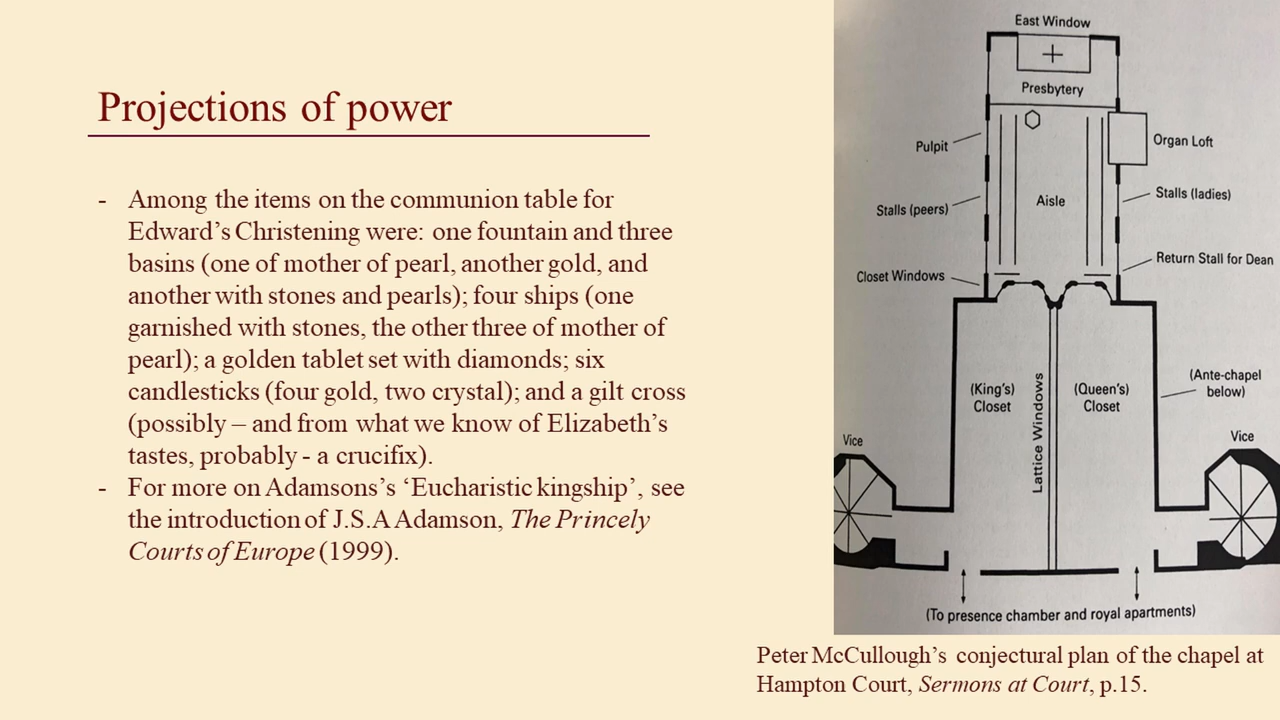 Projections of power
- Among the items on the communion table for
Edward’s Christening were: one fountain and three
basins (one of mother of pearl, another gold, and
another with stones and pearls); four ships (one
garnished with stones, the other three of mother of
pearl); a golden tablet set with diamonds; six
candlesticks (four gold, two crystal); and a gilt cross
(possibly – and from what we know of Elizabeth’s
tastes, probably - a crucifix).
- For more on Adamsons’s ‘Eucharistic kingship’, see
the introduction of J.S.A Adamson, The Princely
Courts of Europe (1999).
East Window
Presbytery
Pulpit
Organ Loft
Stalls (peers)
Aisle
Stalls (ladies)
Closet Windows
Return Stall for Dean
(King's)
Closet
Lattice Windows
(Queen's)
Closet
(Ante-chapel
below)
Vice
Vice
(To presence chamber and royal apartments)
Peter McCullough’s conjectural plan of the chapel at
Hampton Court, Sermons at Court, p.15.